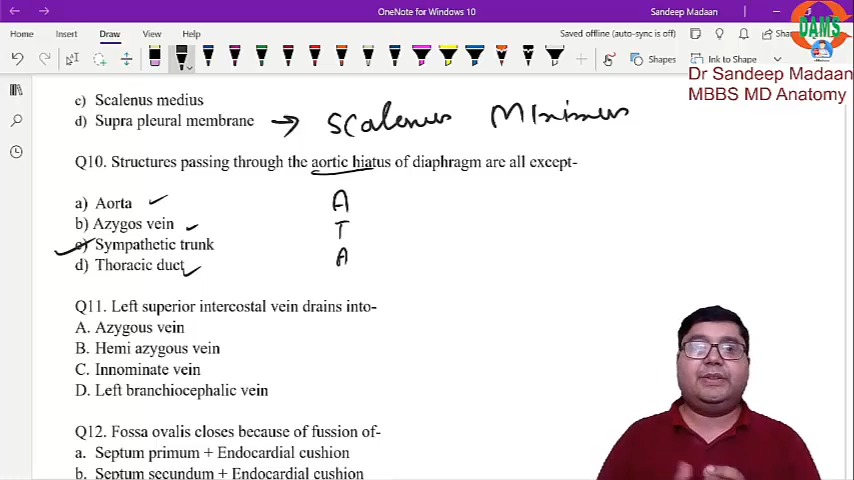 OneNote for Windows 10
Sandeep Madaan
Home Insert Draw View Help
Saved offline (auto-sync is off)
Shapes
Ink to Shape
DAMS
Dr Sandeep Madaan
MBBS MD Anatomy
c) Scalenus medius
d) Supra pleural membrane → Scalenus Minimus
Q10. Structures passing through the aortic hiatus of diaphragm are all except-
a) Aorta
A
b) Azygos vein
T
c) Sympathetic trunk
A
d) Thoracic duct
Q11. Left superior intercostal vein drains into-
A. Azygous vein
B. Hemi azygous vein
C. Innominate vein
D. Left branchiocephalic vein
Q12. Fossa ovalis closes because of fussion of-
a. Septum primum + Endocardial cushion
b. Septum secundum + Endocardial cushion